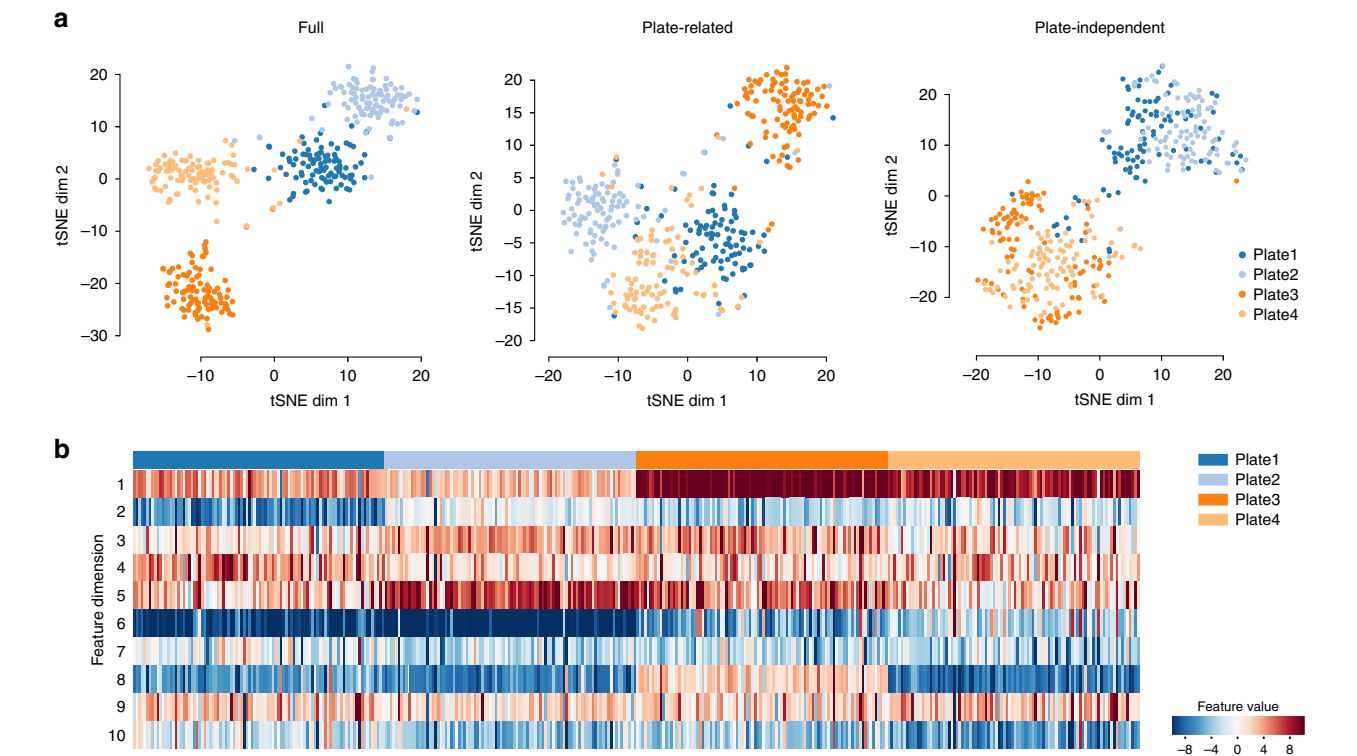 a
Full
Plate-related
Plate-independent
20
10
0
−10
−20
−30
tSNE dim 2
−10 0 10 20
tSNE dim 1
20
15
10
5
0
−5
−10
−15
−20
tSNE dim 2
−20 −10 0 10 20
tSNE dim 1
20
10
0
−10
−20
tSNE dim 2
−20 −10 0 10 20
tSNE dim 1
Plate1
Plate2
Plate3
Plate4
b
Feature dimension
1
2
3
4
5
6
7
8
9
10
Plate1
Plate2
Plate3
Plate4
Feature value
−8 −4 0 4 8